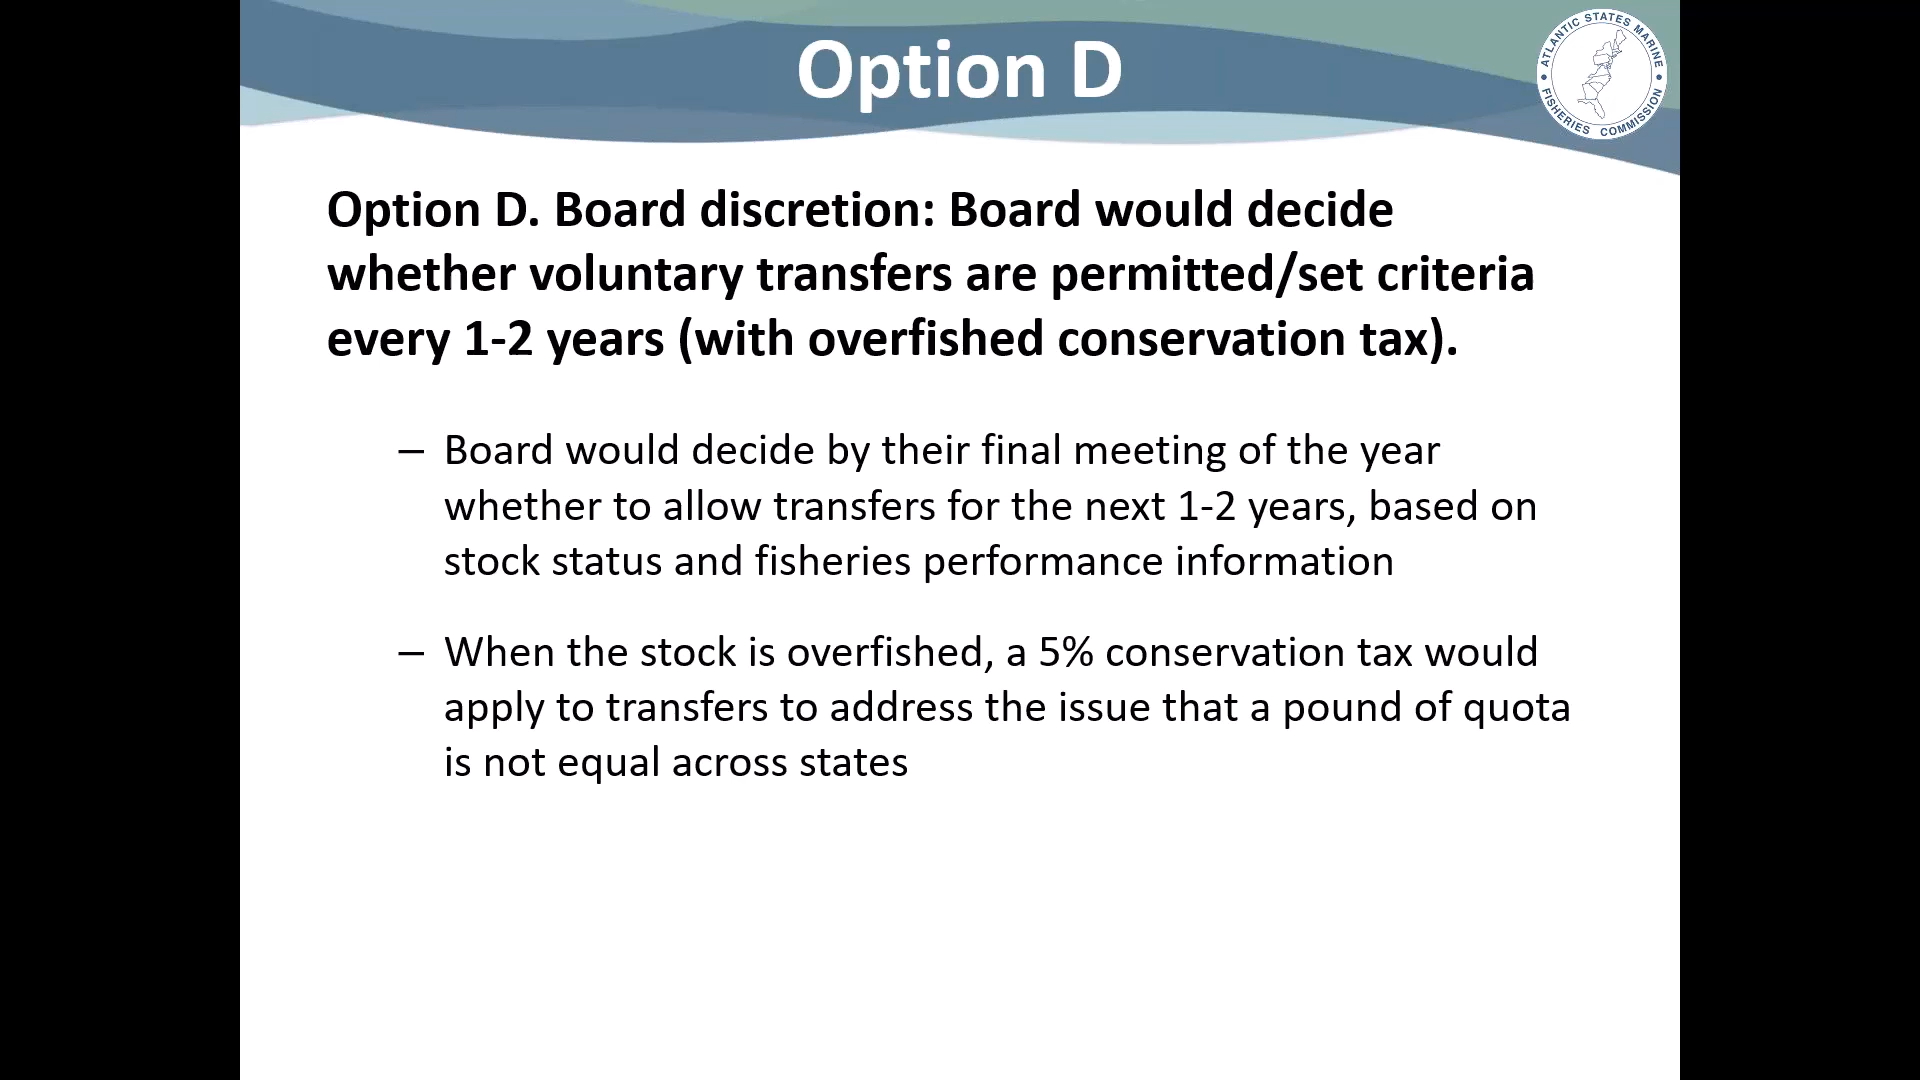 Option D
ATLANTIC STATES MARINE
FISHERIES COMMISSION
Option D. Board discretion: Board would decide
whether voluntary transfers are permitted/set criteria
every 1-2 years (with overfished conservation tax).
– Board would decide by their final meeting of the year
whether to allow transfers for the next 1-2 years, based on
stock status and fisheries performance information
– When the stock is overfished, a 5% conservation tax would
apply to transfers to address the issue that a pound of quota
is not equal across states